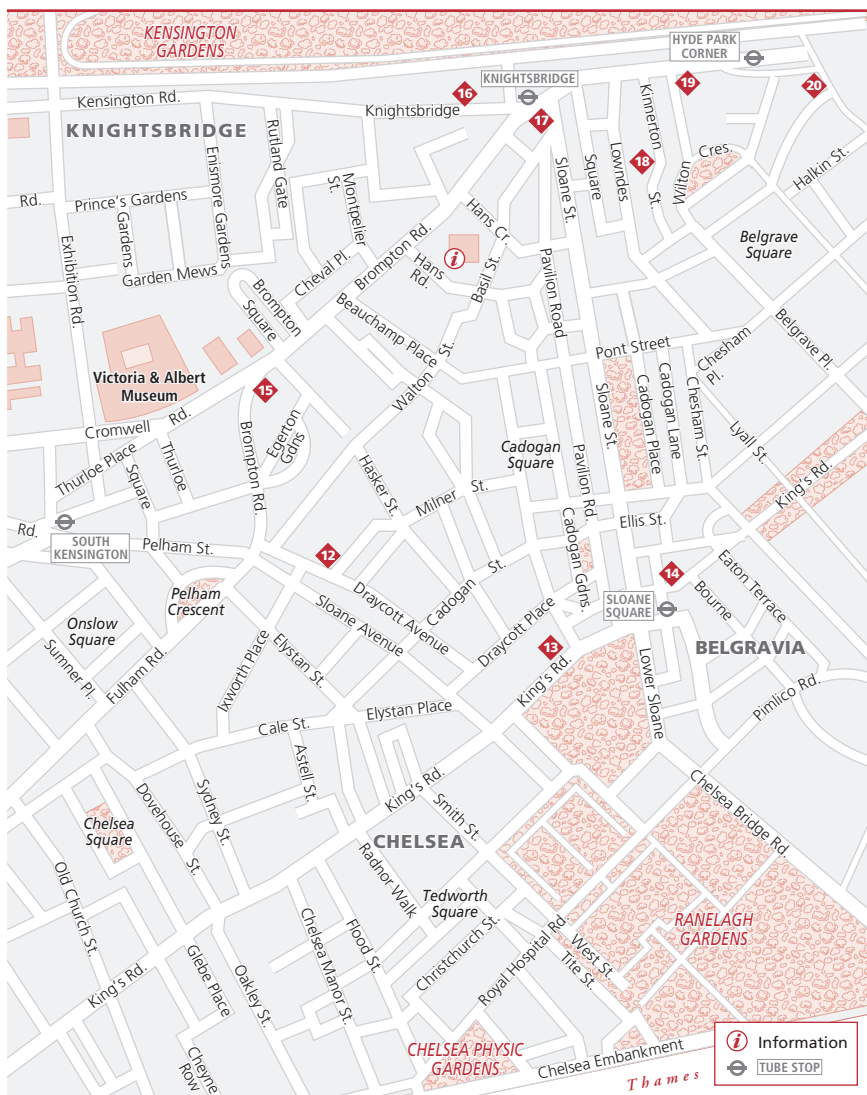 KENSINGTON
GARDENS
HYDE PARK
CORNER
KNIGHTSBRIDGE
16
19
20
Kensington Rd.
Knightsbridge
17
KNIGHTSBRIDGE
Rutland Gate
Enismore Gardens
Montpelier
St.
Sloane St.
Square
Lowndes
18
Kinnerton
St.
Wilton
Cres.
Halkin St.
Rd.
Prince's Gardens
Gardens
Exhibition Rd.
Garden Mews
Cheval Pl.
Brompton Rd.
Hans Cr.
i
Hans
Rd.
Basil St.
Pavilion Road
Belgrave
Square
Brompton
Square
Beauchamp Place
Walton St.
Pont Street
Chesham
Pl.
Belgrave Pl.
Victoria & Albert
Museum
15
Sloane St.
Cadogan Place
Cadogan Lane
Chesham St.
Lyall St.
Cromwell Rd.
Thurloe Place
Thurloe
Square
Brompton Rd.
Egerton
Gdns
Hasker St.
Cadogan
Square
Pavilion Rd.
Milner St.
King's Rd.
Rd.
SOUTH
KENSINGTON
Pelham St.
12
Cadogan St.
Cadogan Gdns.
Ellis St.
14
Eaton Terrace
Bourne
SLOANE
SQUARE
Pelham
Crescent
Draycott Avenue
Sloane Avenue
Draycott Place
13
King's Rd.
BELGRAVIA
Onslow
Square
Sumner Pl.
Fulham Rd.
Ixworth Place
Elystan St.
Lower Sloane
Pimlico Rd.
Elystan Place
Cale St.
Astell St.
King's Rd.
Smith St.
Chelsea Bridge Rd.
Chelsea
Square
Dovehouse St.
Sydney St.
CHELSEA
Radnor Walk
Old Church St.
Tedworth
Square
RANELAGH
GARDENS
King's Rd.
Glebe Place
Oakley St.
Chelsea Manor St.
Flood St.
Christchurch St.
Royal Hospital Rd.
West St.
Tite St.
Cheyne
Row
CHELSEA PHYSIC
GARDENS
Chelsea Embankment
Thames
i Information
TUBE STOP